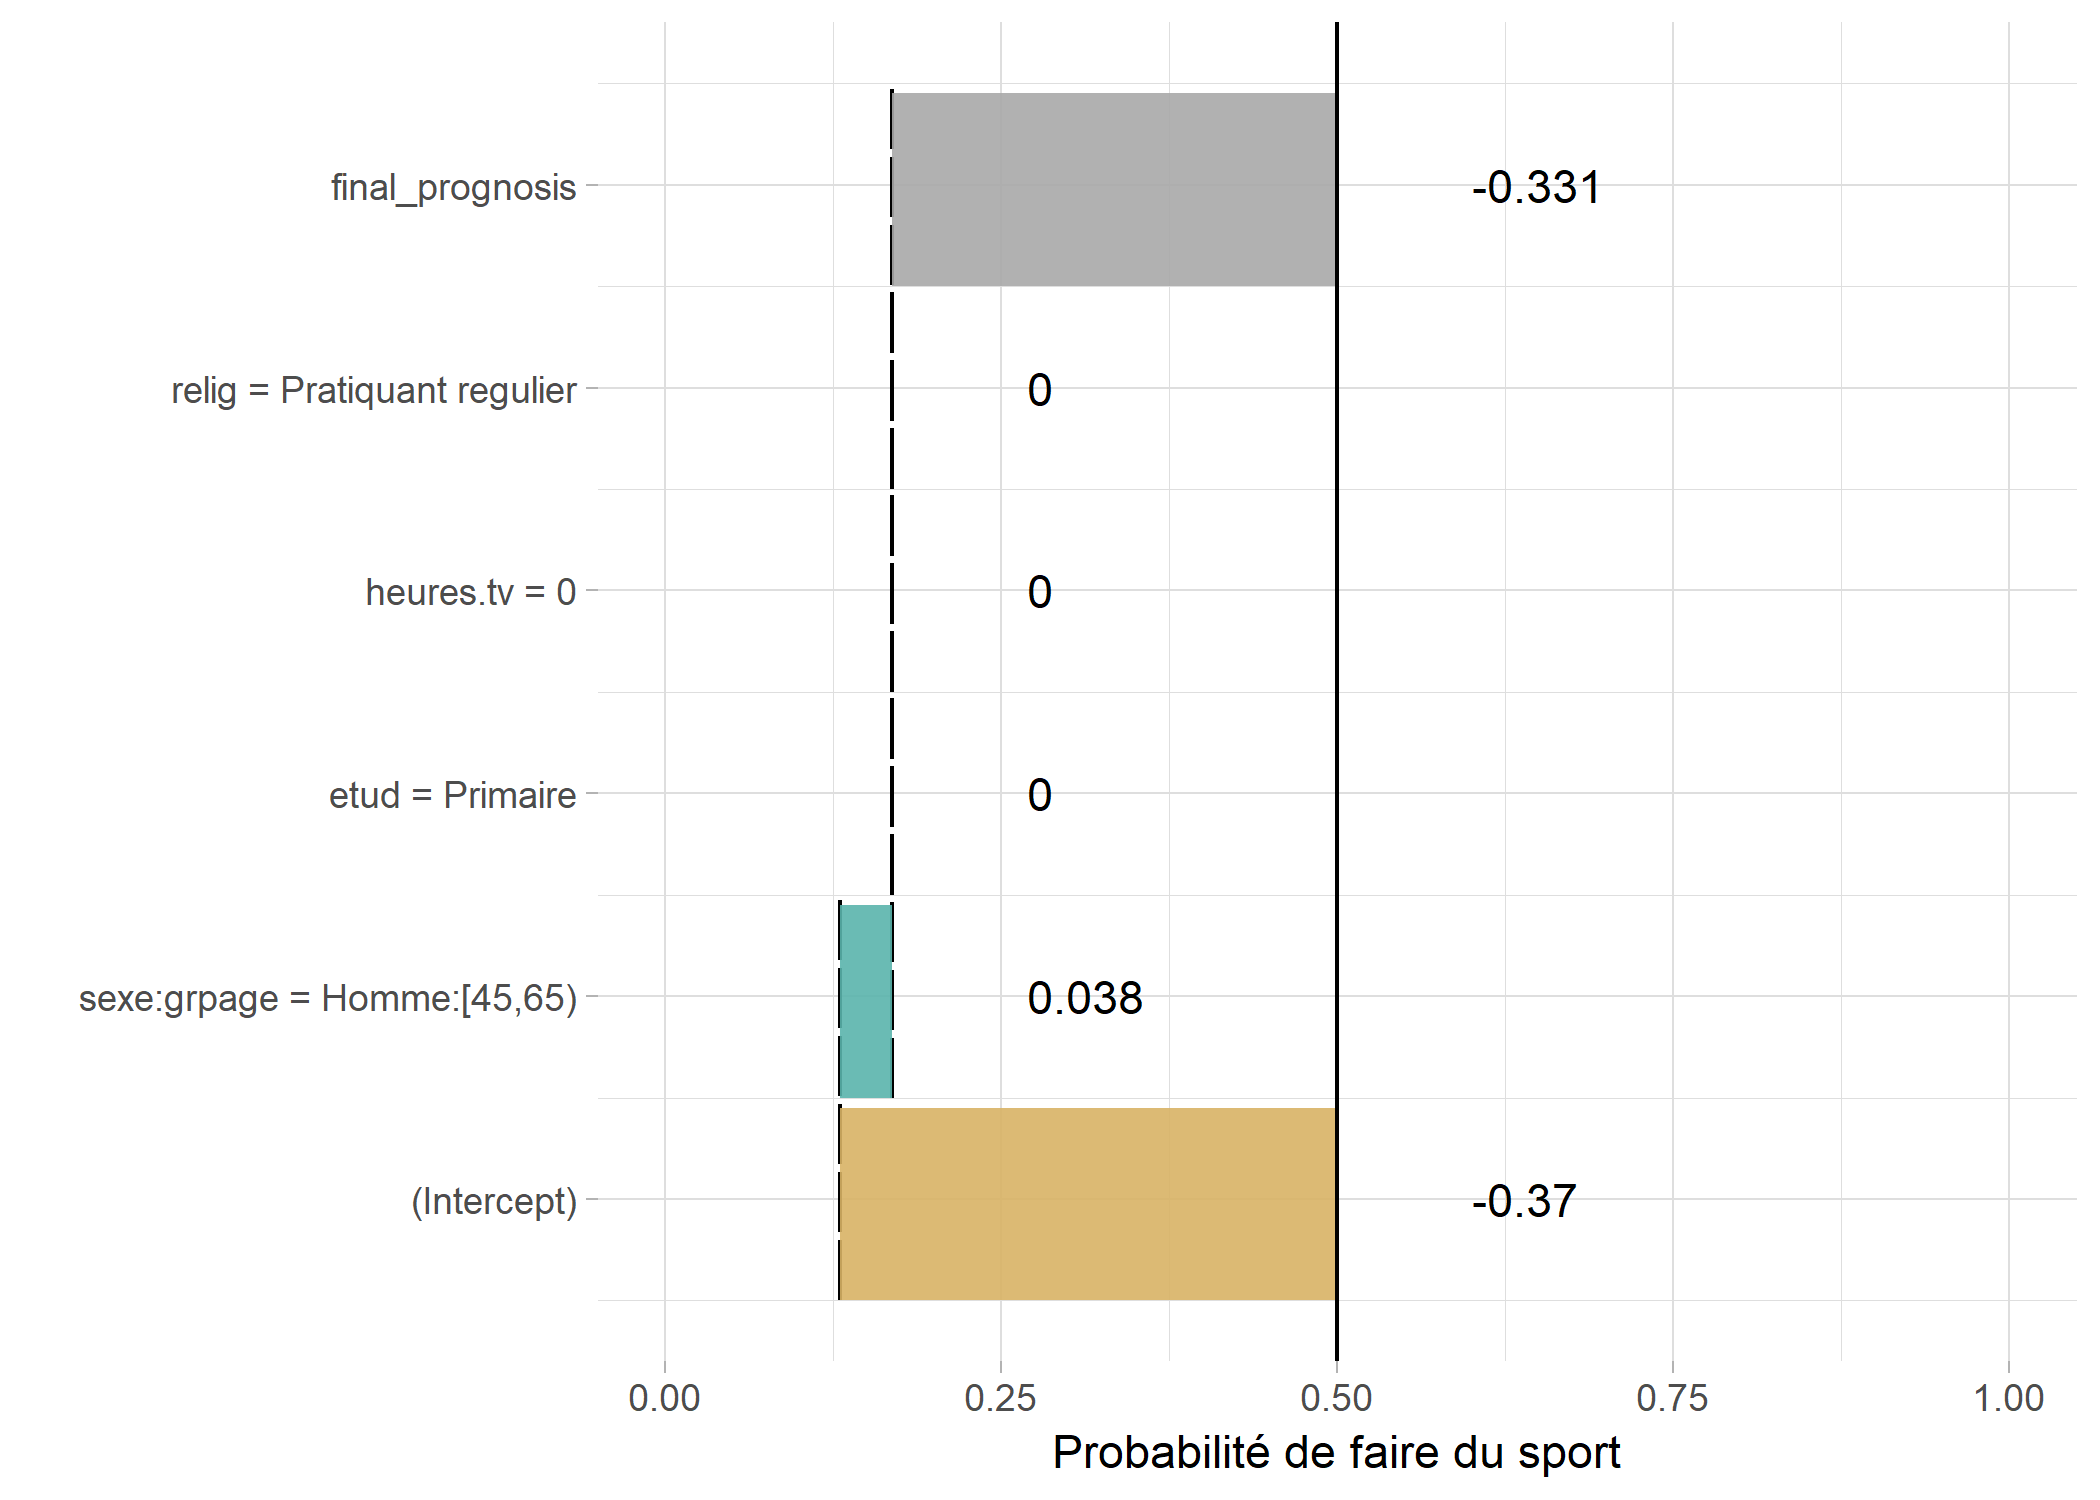 final_prognosis -0.331
relig = Pratiquant regulier 0
heures.tv = 0 0
etud = Primaire 0
sexe:grpage = Homme:[45,65) 0.038
(Intercept) -0.37
0.00 0.25 0.50 0.75 1.00
Probabilité de faire du sport